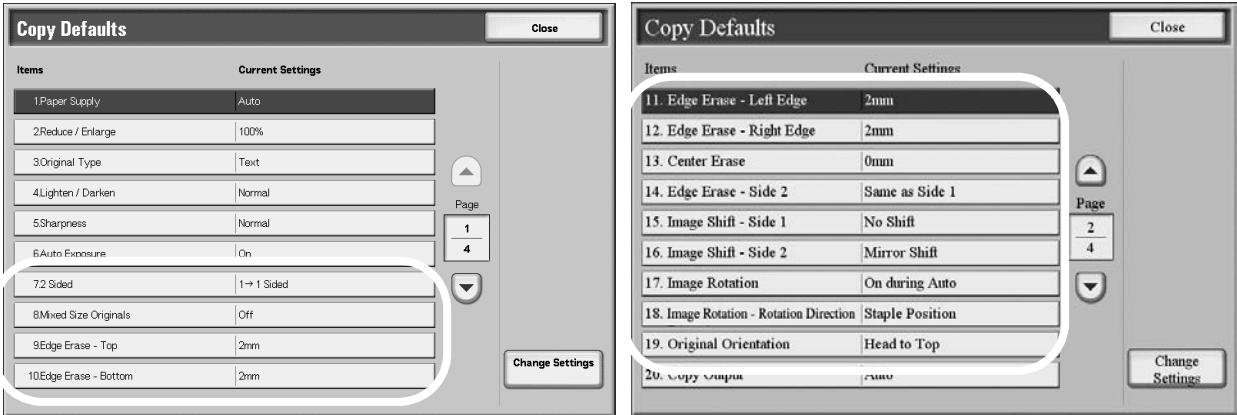 Copy Defaults
Close
Items Current Settings
1.Paper Supply Auto
2.Reduce / Enlarge 100%
3.Original Type Text
4.Lighten / Darken Normal
5.Sharpness Normal
6.Auto Exposure On
7.2 Sided 1→1 Sided
8.Mixed Size Originals Off
9.Edge Erase - Top 2mm
10.Edge Erase - Bottom 2mm
Page
1
4
Change Settings
Copy Defaults
Close
Items Current Settings
11. Edge Erase - Left Edge 2mm
12. Edge Erase - Right Edge 2mm
13. Center Erase 0mm
14. Edge Erase - Side 2 Same as Side 1
15. Image Shift - Side 1 No Shift
16. Image Shift - Side 2 Mirror Shift
17. Image Rotation On during Auto
18. Image Rotation - Rotation Direction Staple Position
19. Original Orientation Head to Top
20. Copy Output Auto
Page
2
4
Change
Settings